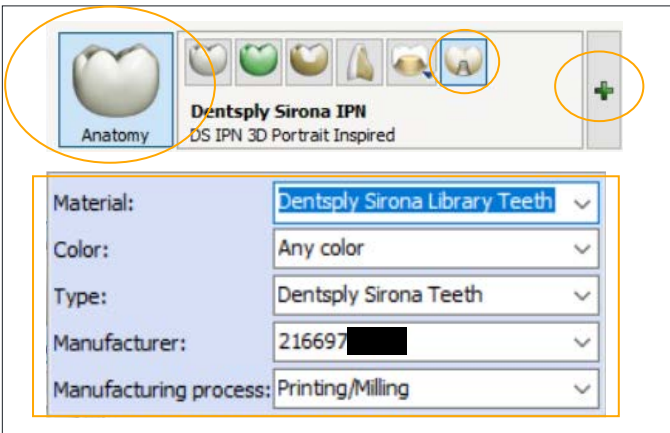 Anatomy
Dentsply Sirona IPN
DS IPN 3D Portrait Inspired
Material: Dentsply Sirona Library Teeth
Color: Any color
Type: Dentsply Sirona Teeth
Manufacturer: 216697
Manufacturing process: Printing/Milling